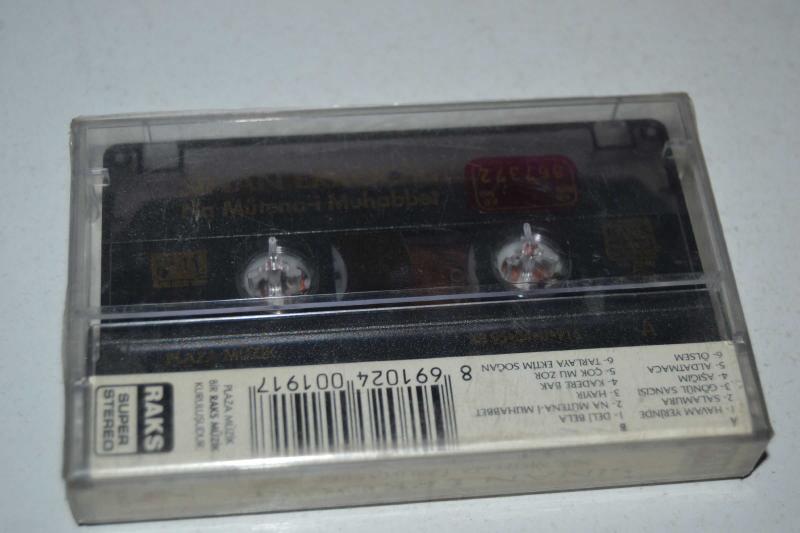 Na Mütena-i Muhabbet
867372
PLAZA MÜZİK
A
A
1- HAVAM YERİNDE
2- SALAMURA
3- GÖNÜL SANCISI
4- AŞIĞIM
5- ALDATMACA
6- ÖLSEM
B
1- DELİ BELA
2- NA MÜTENA-İ MUHABBET
3- HAYIR
4- KADERE BAK
5- ÇOK MU ZOR
6- TARLAYA EKTİM SOĞAN
8 691024 001917
PLAZA MÜZİK
BİR RAKS MÜZİK
KURULUŞUDUR
RAKS
SUPER
STEREO